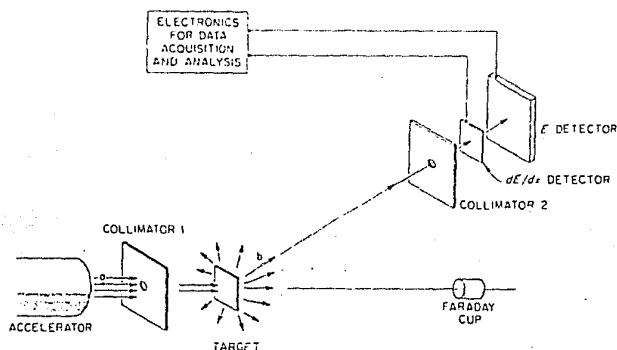 ELECTRONICS
FOR DATA
ACQUISITION
AND ANALYSIS
E DETECTOR
dE/dx DETECTOR
COLLIMATOR 2
COLLIMATOR 1
a
b
ACCELERATOR
TARGET
FARADAY
CUP